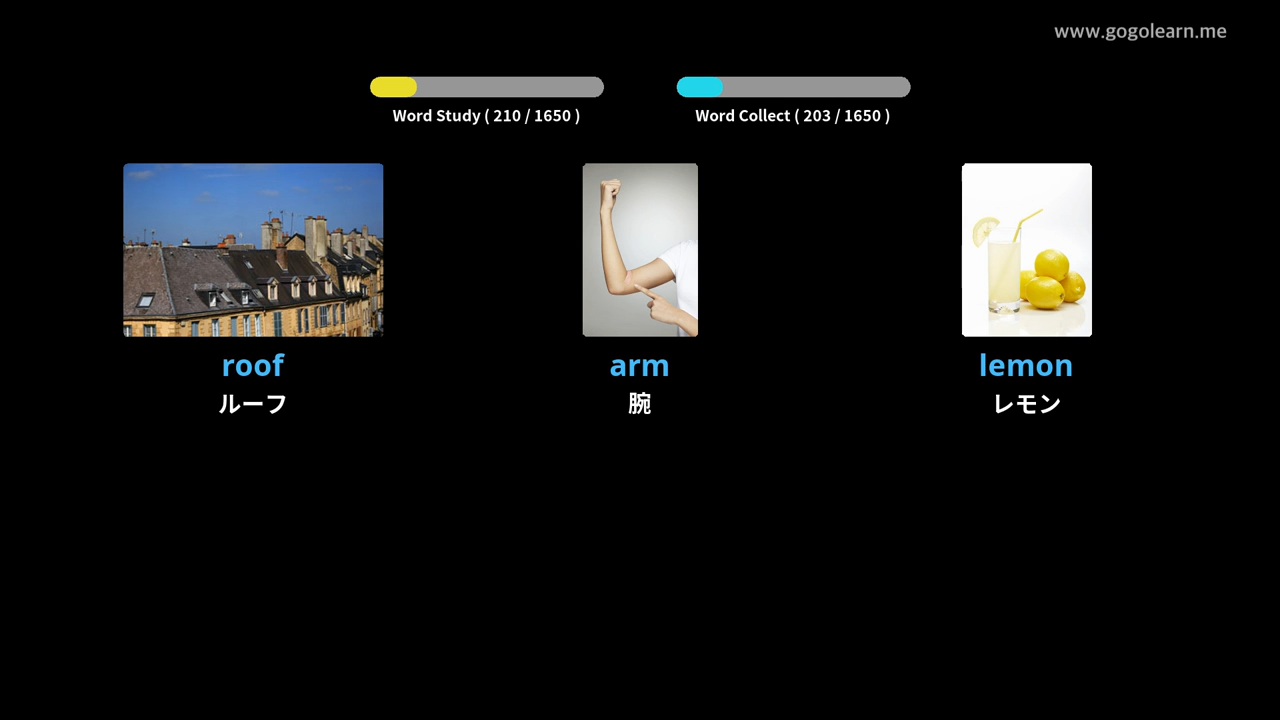 www.gogolearn.me
Word Study ( 210 / 1650 )
Word Collect ( 203 / 1650 )
roof
ルーフ
arm
腕
lemon
レモン